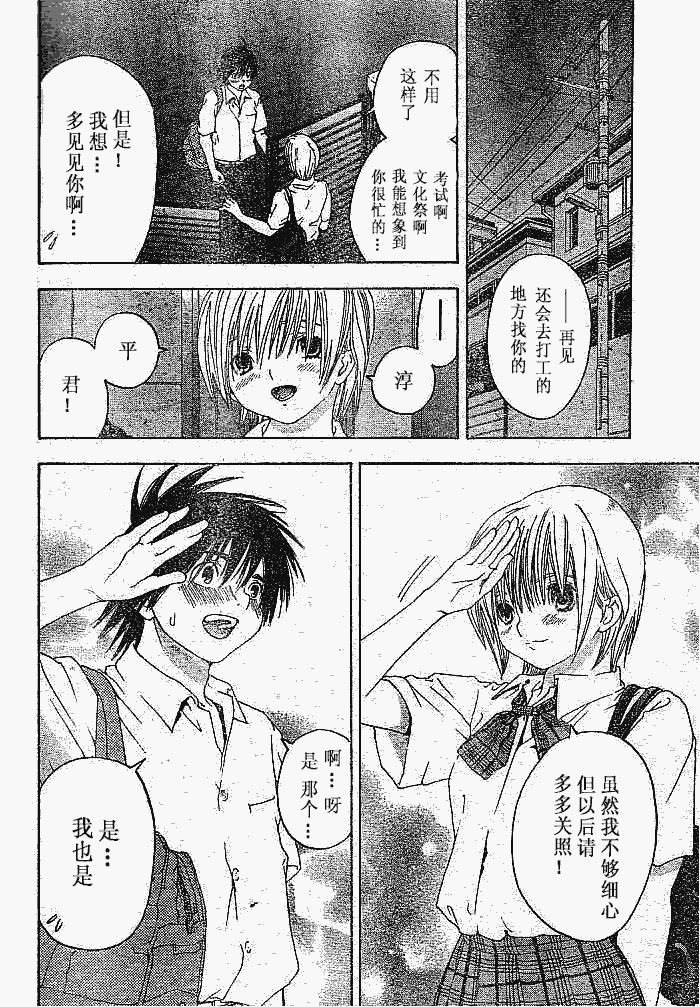 ——再见
还会去打工的
地方找你的
不用
这样了
考试啊
文化祭啊
我能想象到
你很忙的…
但是！
我想…
多见见你啊…
——
淳
平
君！
虽然我不够细心
但以后请
多多关照！
啊…呀
是 那个…
是…
我也是